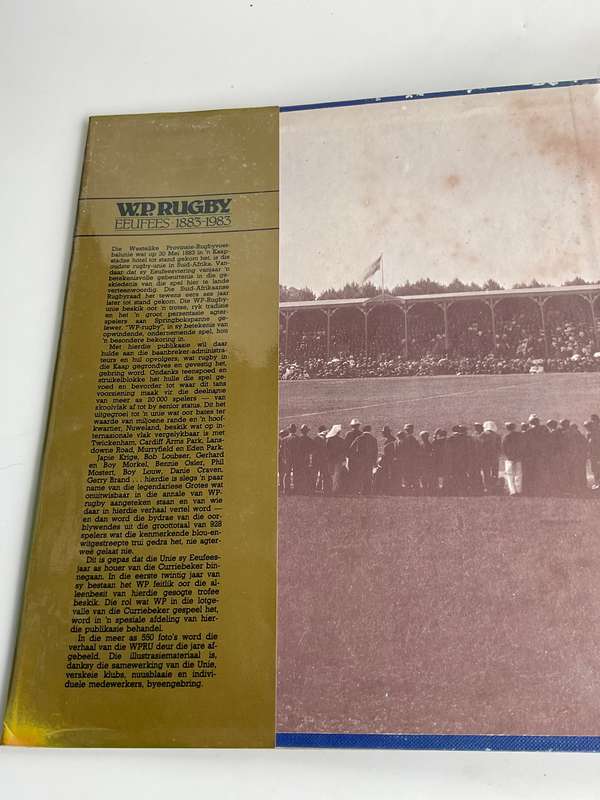 W.P. RUGBY
EEUFEES 1883-1983
Die Westelike Provinsie-Rugbyvoet-
balunie wat op 30 Mei 1883 in 'n Kaap-
stadse hotel tot stand gekom het, is die
oudste rugby-unie in Suid-Afrika. Van-
daar dat sy Eeufeesviering vanjaar 'n
betekenisvolle gebeurtenis in die ge-
skiedenis van die spel hier te lande
verteenwoordig. Die Suid-Afrikaanse
Rugbyraad het tewens eers ses jaar
later tot stand gekom. Die WP-Rugby-
unie beskik oor 'n trotse, ryk tradisie
en het 'n groot persentasie agter-
spelers aan Springbokspanne ge-
lewer. "WP-rugby", in sy betekenis van
opwindende, ondernemende spel, hou
'n besondere bekoring in.
Met hierdie publikasie wil daar
hulde aan die baanbreker-administra-
teurs en hul opvolgers, wat rugby in
die Kaap gegrondves en gevestig het,
gebring word. Ondanks teenspoed en
struikelblokke het hulle die spel ge-
voed en bevorder tot waar dit tans
voorsiening maak vir die deelname
van meer as 20 000 spelers — van
skoolvlak af tot by senior status. Dit het
uitgegroei tot 'n unie wat oor bates ter
waarde van miljoene rande en 'n hoof-
kwartier, Nuweland, beskik wat op in-
ternasionale vlak vergelykbaar is met
Twickenham, Cardiff Arms Park, Lans-
downe Road, Murryfield en Eden Park.
Japie Krige, Bob Loubser, Gerhard
en Boy Morkel, Bennie Osler, Phil
Mostert, Boy Louw, Danie Craven,
Gerry Brand . . . hierdie is slegs 'n paar
name van die legendariese Grotes wat
onuitwisbaar in die annale van WP-
rugby aangeteken staan en van wie
daar in hierdie verhaal vertel word —
en dan word die bydrae van die oor-
blywendes uit die groottotaal van 928
spelers wat die kenmerkende blou-en-
witgestreepte trui gedra het, nie agter-
weë gelaat nie.
Dit is gepas dat die Unie sy Eeufees-
jaar as houer van die Curriebeker bin-
negaan. In die eerste twintig jaar van
sy bestaan het WP feitlik oor die al-
leenbesit van hierdie gesogte trofee
beskik. Die rol wat WP in die lotge-
valle van die Curriebeker gespeel het,
word in 'n spesiale afdeling van hier-
die publikasie behandel.
In die meer as 550 foto's word die
verhaal van die WPRU deur die jare af-
gebeeld. Die illustrasiemateriaal is,
danksy die samewerking van die Unie,
verskeie klubs, nuusblaaie en indivi-
duele medewerkers, byeengebring.